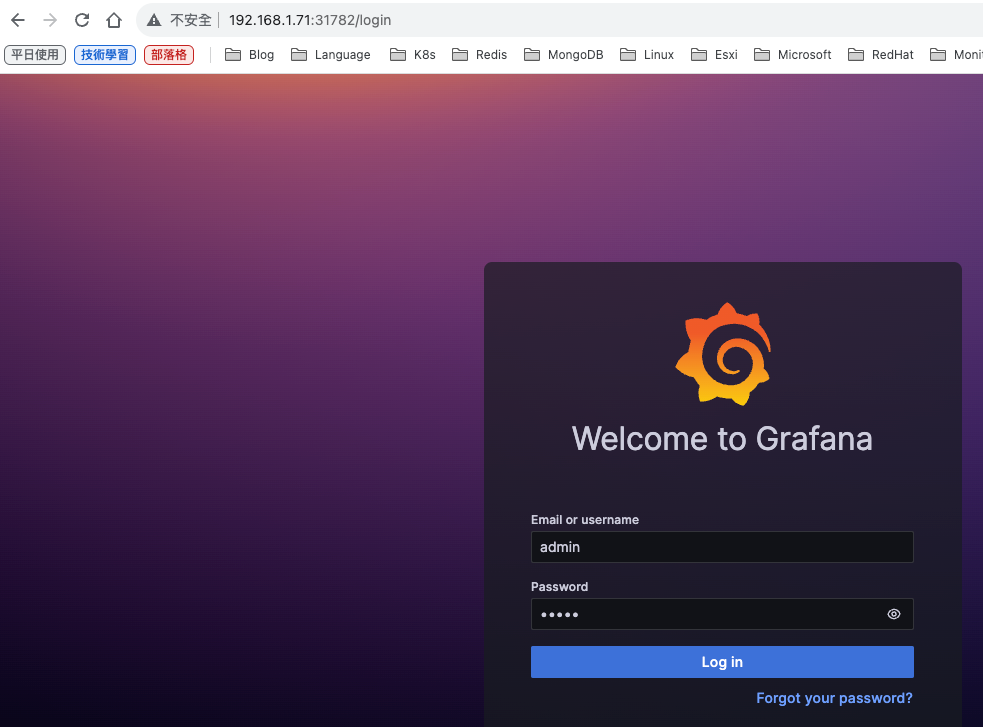 不安全 192.168.1.71:31782/login
平日使用 技術學習 部落格 Blog Language K8s Redis MongoDB Linux Esxi Microsoft RedHat Moni
Welcome to Grafana
Email or username
admin
Password
•••••
Log in
Forgot your password?